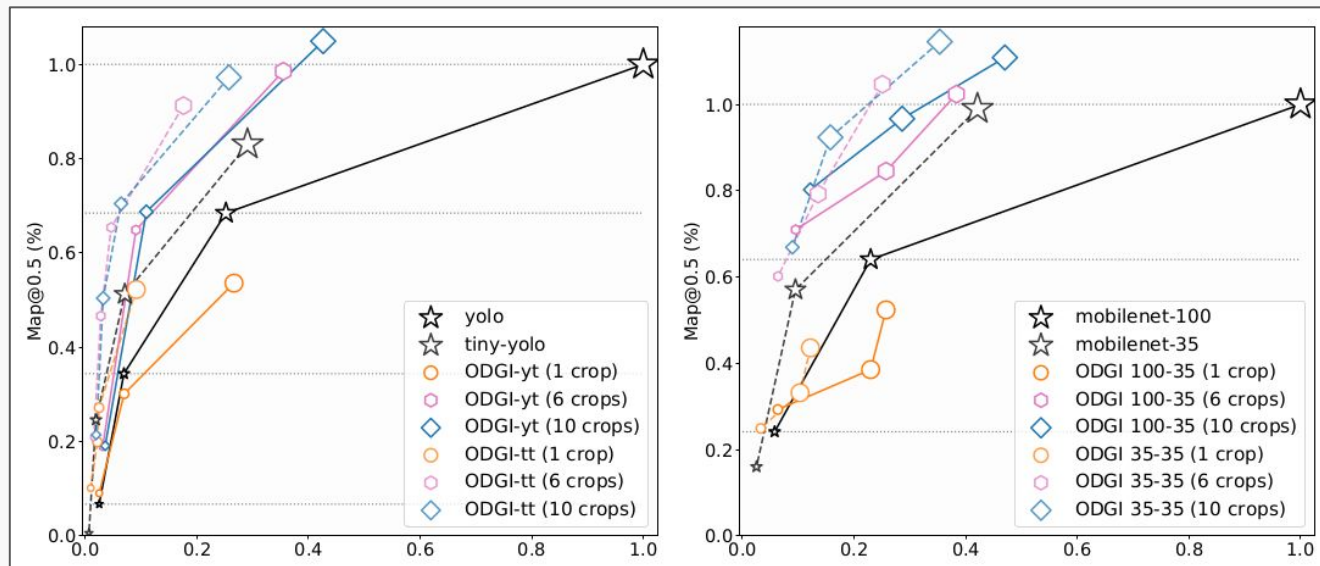 Map@0.5 (%)
1.0
0.8
0.6
0.4
0.2
0.0
0.0 0.2 0.4 0.6 0.8 1.0
yolo
tiny-yolo
ODGI-yt (1 crop)
ODGI-yt (6 crops)
ODGI-yt (10 crops)
ODGI-tt (1 crop)
ODGI-tt (6 crops)
ODGI-tt (10 crops)
Map@0.5 (%)
1.0
0.8
0.6
0.4
0.2
0.0
0.0 0.2 0.4 0.6 0.8 1.0
mobilenet-100
mobilenet-35
ODGI 100-35 (1 crop)
ODGI 100-35 (6 crops)
ODGI 100-35 (10 crops)
ODGI 35-35 (1 crop)
ODGI 35-35 (6 crops)
ODGI 35-35 (10 crops)